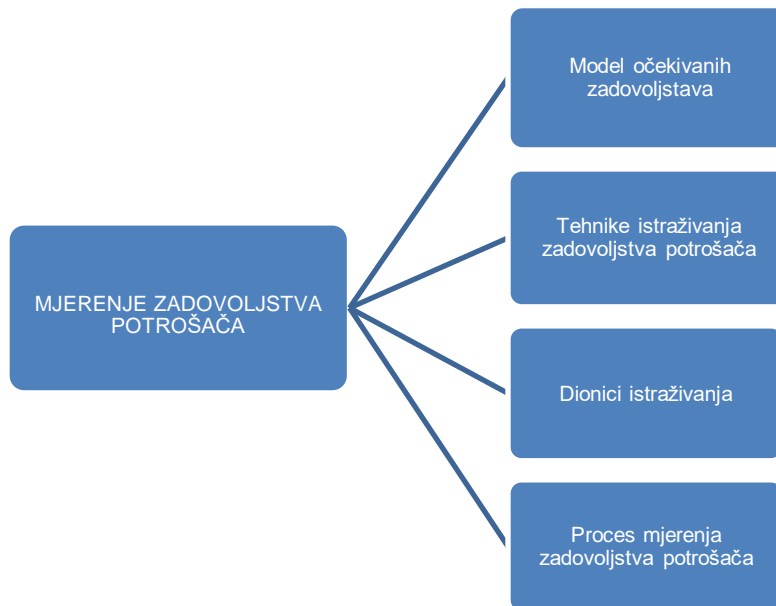 Model očekivanih
zadovoljstava
Tehnike istraživanja
zadovoljstva potrošača
MJERENJE ZADOVOLJSTVA
POTROŠAČA
Dionici istraživanja
Proces mjerenja
zadovoljstva potrošača